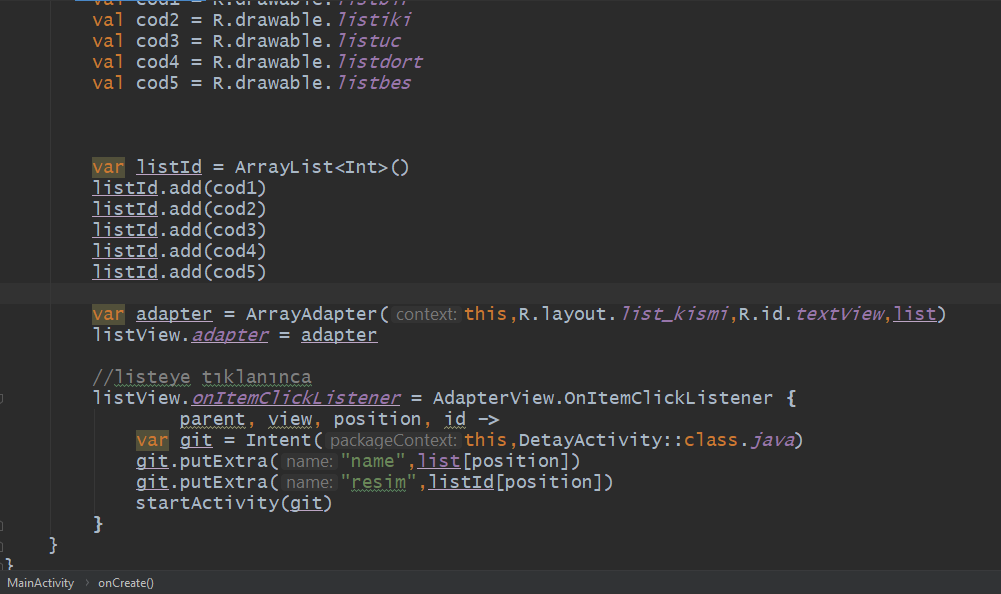 val cod1 = R.drawable.listbir
val cod2 = R.drawable.listiki
val cod3 = R.drawable.listuc
val cod4 = R.drawable.listdort
val cod5 = R.drawable.listbes
var listId = ArrayList<Int>()
listId.add(cod1)
listId.add(cod2)
listId.add(cod3)
listId.add(cod4)
listId.add(cod5)
var adapter = ArrayAdapter( context: this,R.layout.list_kismi,R.id.textView,list)
listView.adapter = adapter
//listeye tıklanınca
listView.onItemClickListener = AdapterView.OnItemClickListener {
parent, view, position, id ->
var git = Intent( packageContext: this,DetayActivity::class.java)
git.putExtra( name: "name",list[position])
git.putExtra( name: "resim",listId[position])
startActivity(git)
}
}
}
MainActivity › onCreate()